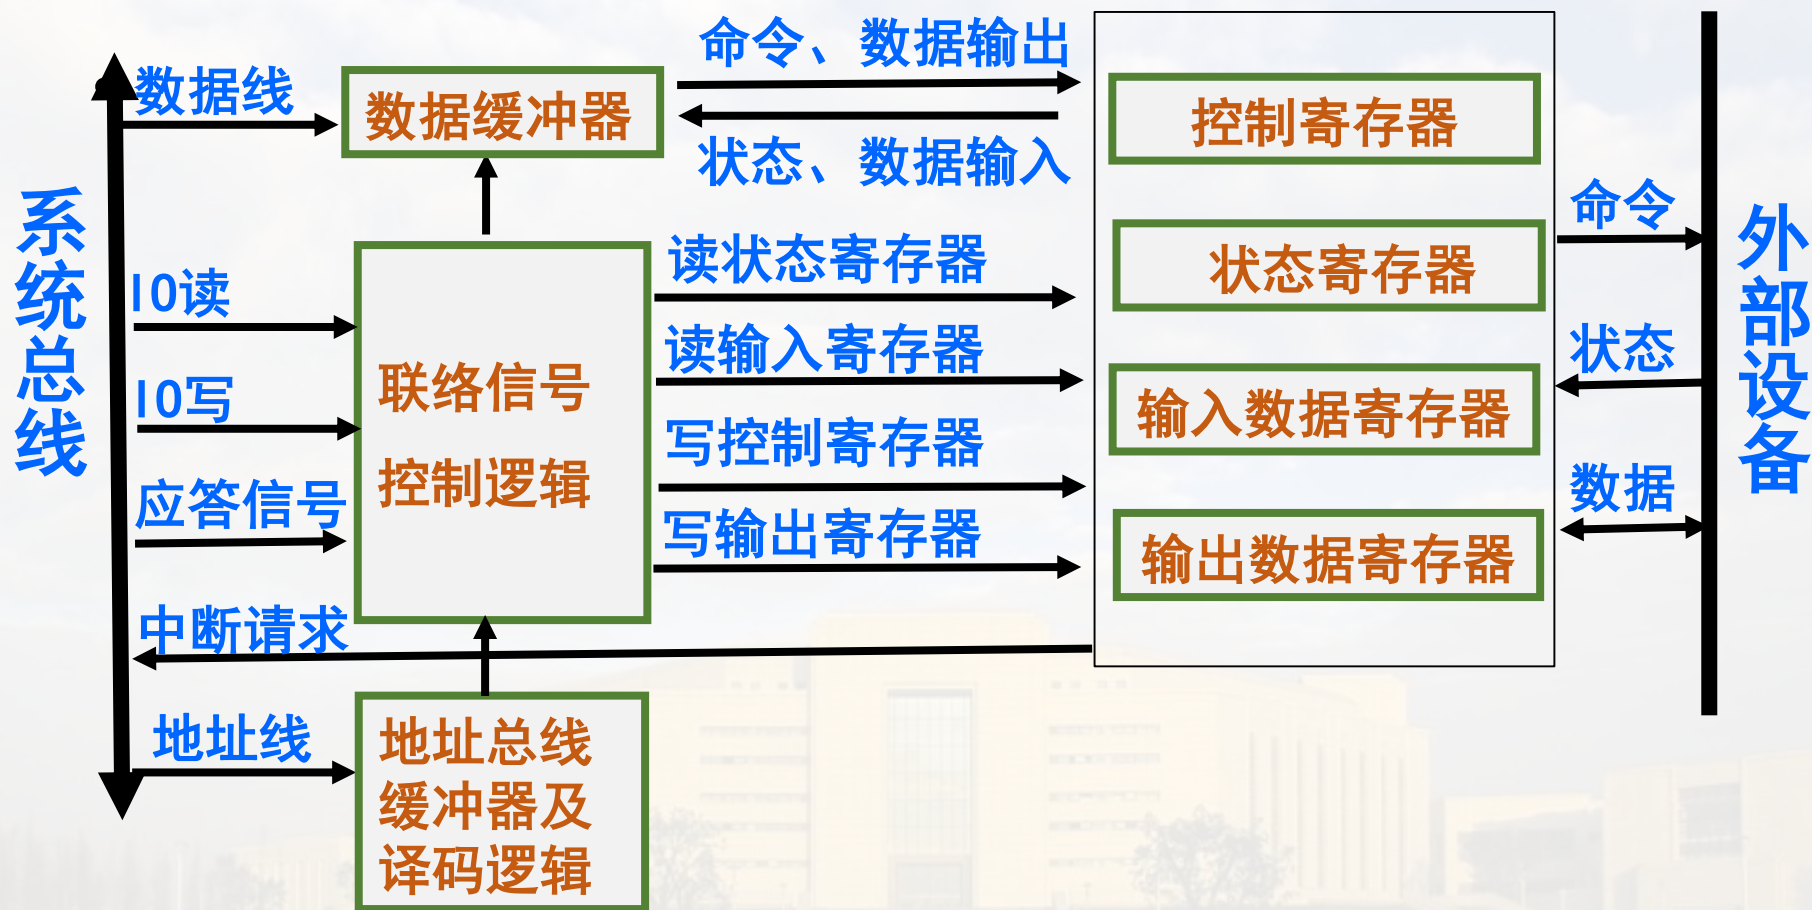 命令、数据输出
数据线
数据缓冲器
控制寄存器
状态、数据输入
系统总线
命令
外部设备
读状态寄存器
状态寄存器
IO读
读输入寄存器
状态
联络信号
控制逻辑
IO写
输入数据寄存器
写控制寄存器
数据
应答信号
写输出寄存器
输出数据寄存器
中断请求
地址线
地址总线
缓冲器及
译码逻辑